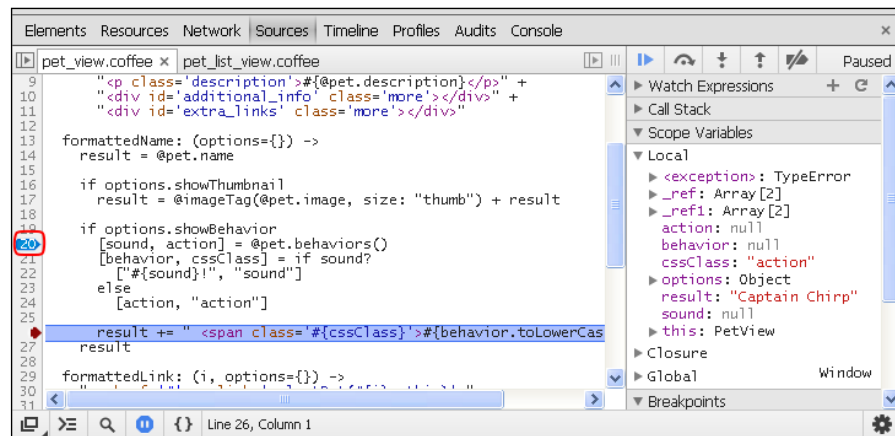 Elements Resources Network Sources Timeline Profiles Audits Console ×
pet_view.coffee × pet_list_view.coffee
Paused
9 "<p class='description'>#{@pet.description}</p>" +
10 "<div id='additional_info' class='more'></div>" +
11 "<div id='extra_links' class='more'></div>"
12
13 formattedName: (options={}) ->
14 result = @pet.name
15
16 if options.showThumbnail
17 result = @imageTag(@pet.image, size: "thumb") + result
18
19 if options.showBehavior
20 [sound, action] = @pet.behaviors()
21 [behavior, cssClass] = if sound?
22 ["#{sound}!", "sound"]
23 else
24 [action, "action"]
25
result += " <span class='#{cssClass}'>#{behavior.toLowerCas
27 result
28
29 formattedLink: (i, options={}) ->
30
31
Watch Expressions + C
Call Stack
Scope Variables
Local
<exception>: TypeError
_ref: Array[2]
_ref1: Array[2]
action: null
behavior: null
cssClass: "action"
options: Object
result: "Captain Chirp"
sound: null
this: PetView
Closure
Global Window
Breakpoints
{} Line 26, Column 1